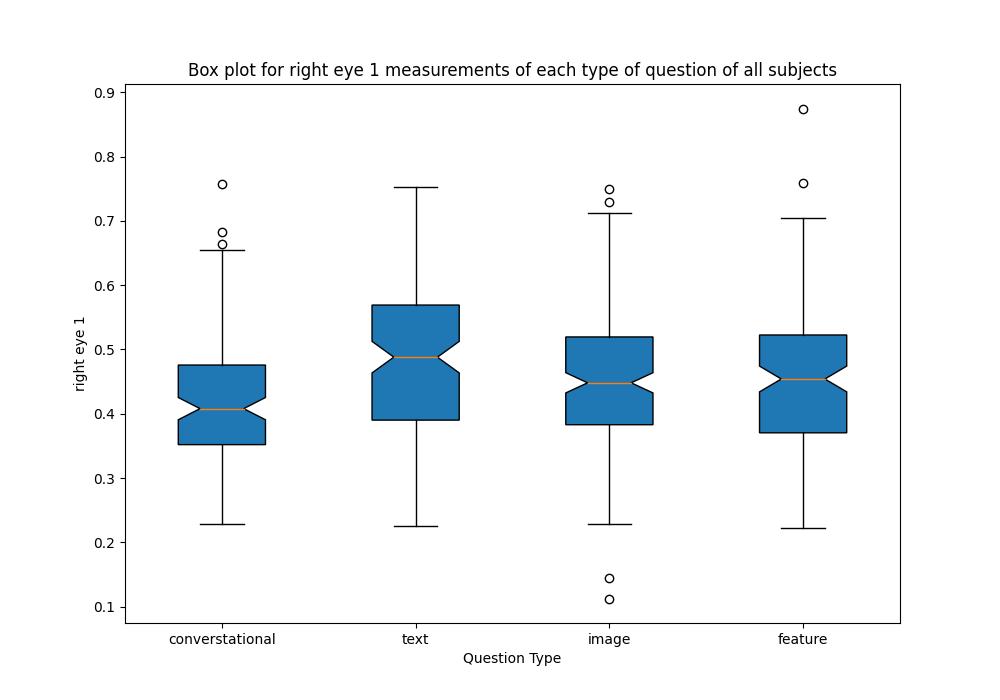 Box plot for right eye 1 measurements of each type of question of all subjects
0.9
0.8
0.7
0.6
0.5
0.4
0.3
0.2
0.1
right eye 1
converstational text image feature
Question Type